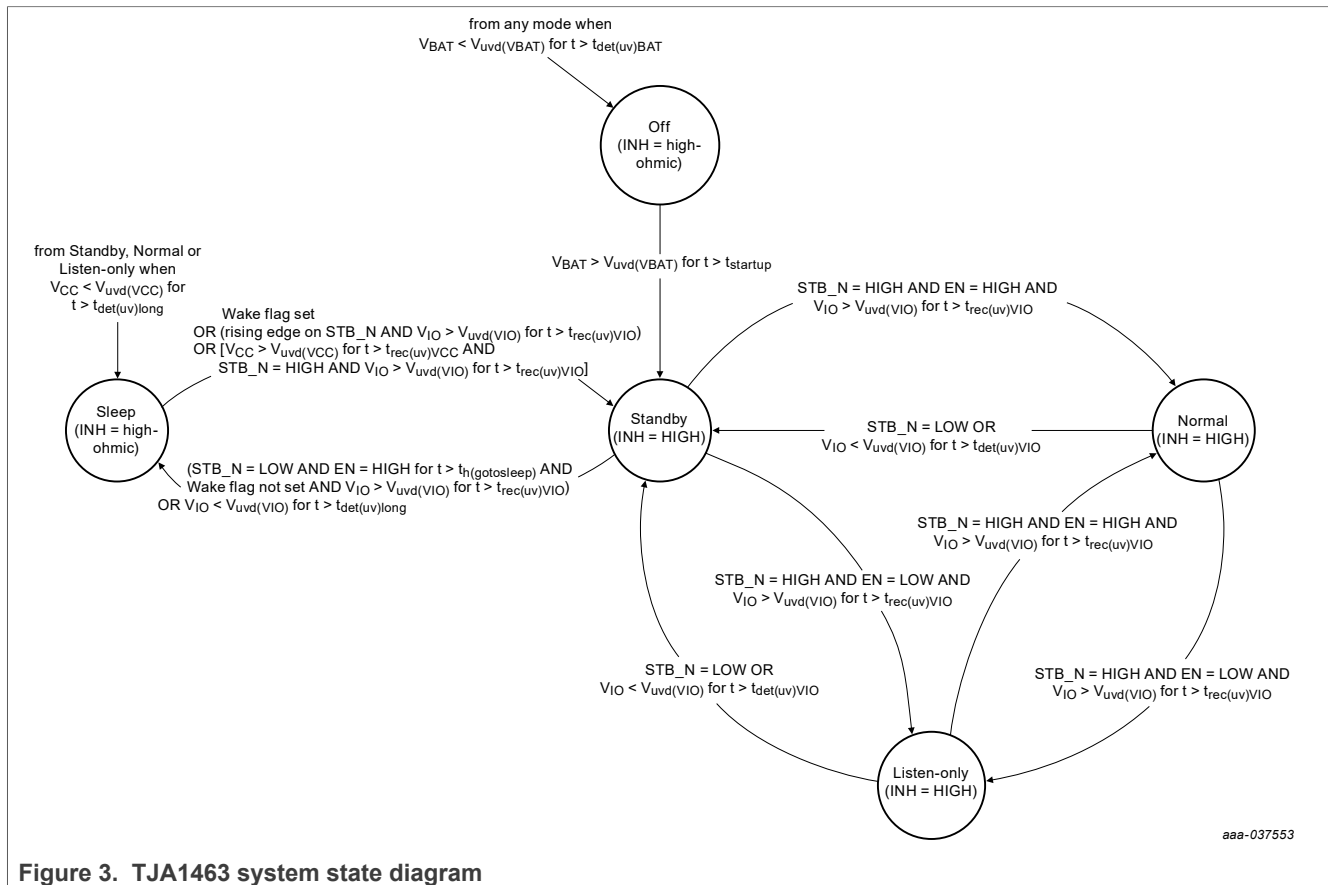 from any mode when
VBAT < Vuvd(VBAT) for t > tdet(uv)BAT
Off
(INH = high-
ohmic)
VBAT > Vuvd(VBAT) for t > tstartup
from Standby, Normal or
Listen-only when
VCC < Vuvd(VCC) for
t > tdet(uv)long
Wake flag set
OR (rising edge on STB_N AND VIO > Vuvd(VIO) for t > trec(uv)VIO)
OR [VCC > Vuvd(VCC) for t > trec(uv)VCC AND
STB_N = HIGH AND VIO > Vuvd(VIO) for t > trec(uv)VIO]
STB_N = HIGH AND EN = HIGH AND
VIO > Vuvd(VIO) for t > trec(uv)VIO
Sleep
(INH = high-
ohmic)
Standby
(INH = HIGH)
STB_N = LOW OR
VIO < Vuvd(VIO) for t > tdet(uv)VIO
Normal
(INH = HIGH)
(STB_N = LOW AND EN = HIGH for t > th(gotosleep) AND
Wake flag not set AND VIO > Vuvd(VIO) for t > trec(uv)VIO)
OR VIO < Vuvd(VIO) for t > tdet(uv)long
STB_N = HIGH AND EN = HIGH AND
VIO > Vuvd(VIO) for t > trec(uv)VIO
STB_N = HIGH AND EN = LOW AND
VIO > Vuvd(VIO) for t > trec(uv)VIO
STB_N = LOW OR
VIO < Vuvd(VIO) for t > tdet(uv)VIO
STB_N = HIGH AND EN = LOW AND
VIO > Vuvd(VIO) for t > trec(uv)VIO
Listen-only
(INH = HIGH)
aaa-037553
Figure 3. TJA1463 system state diagram